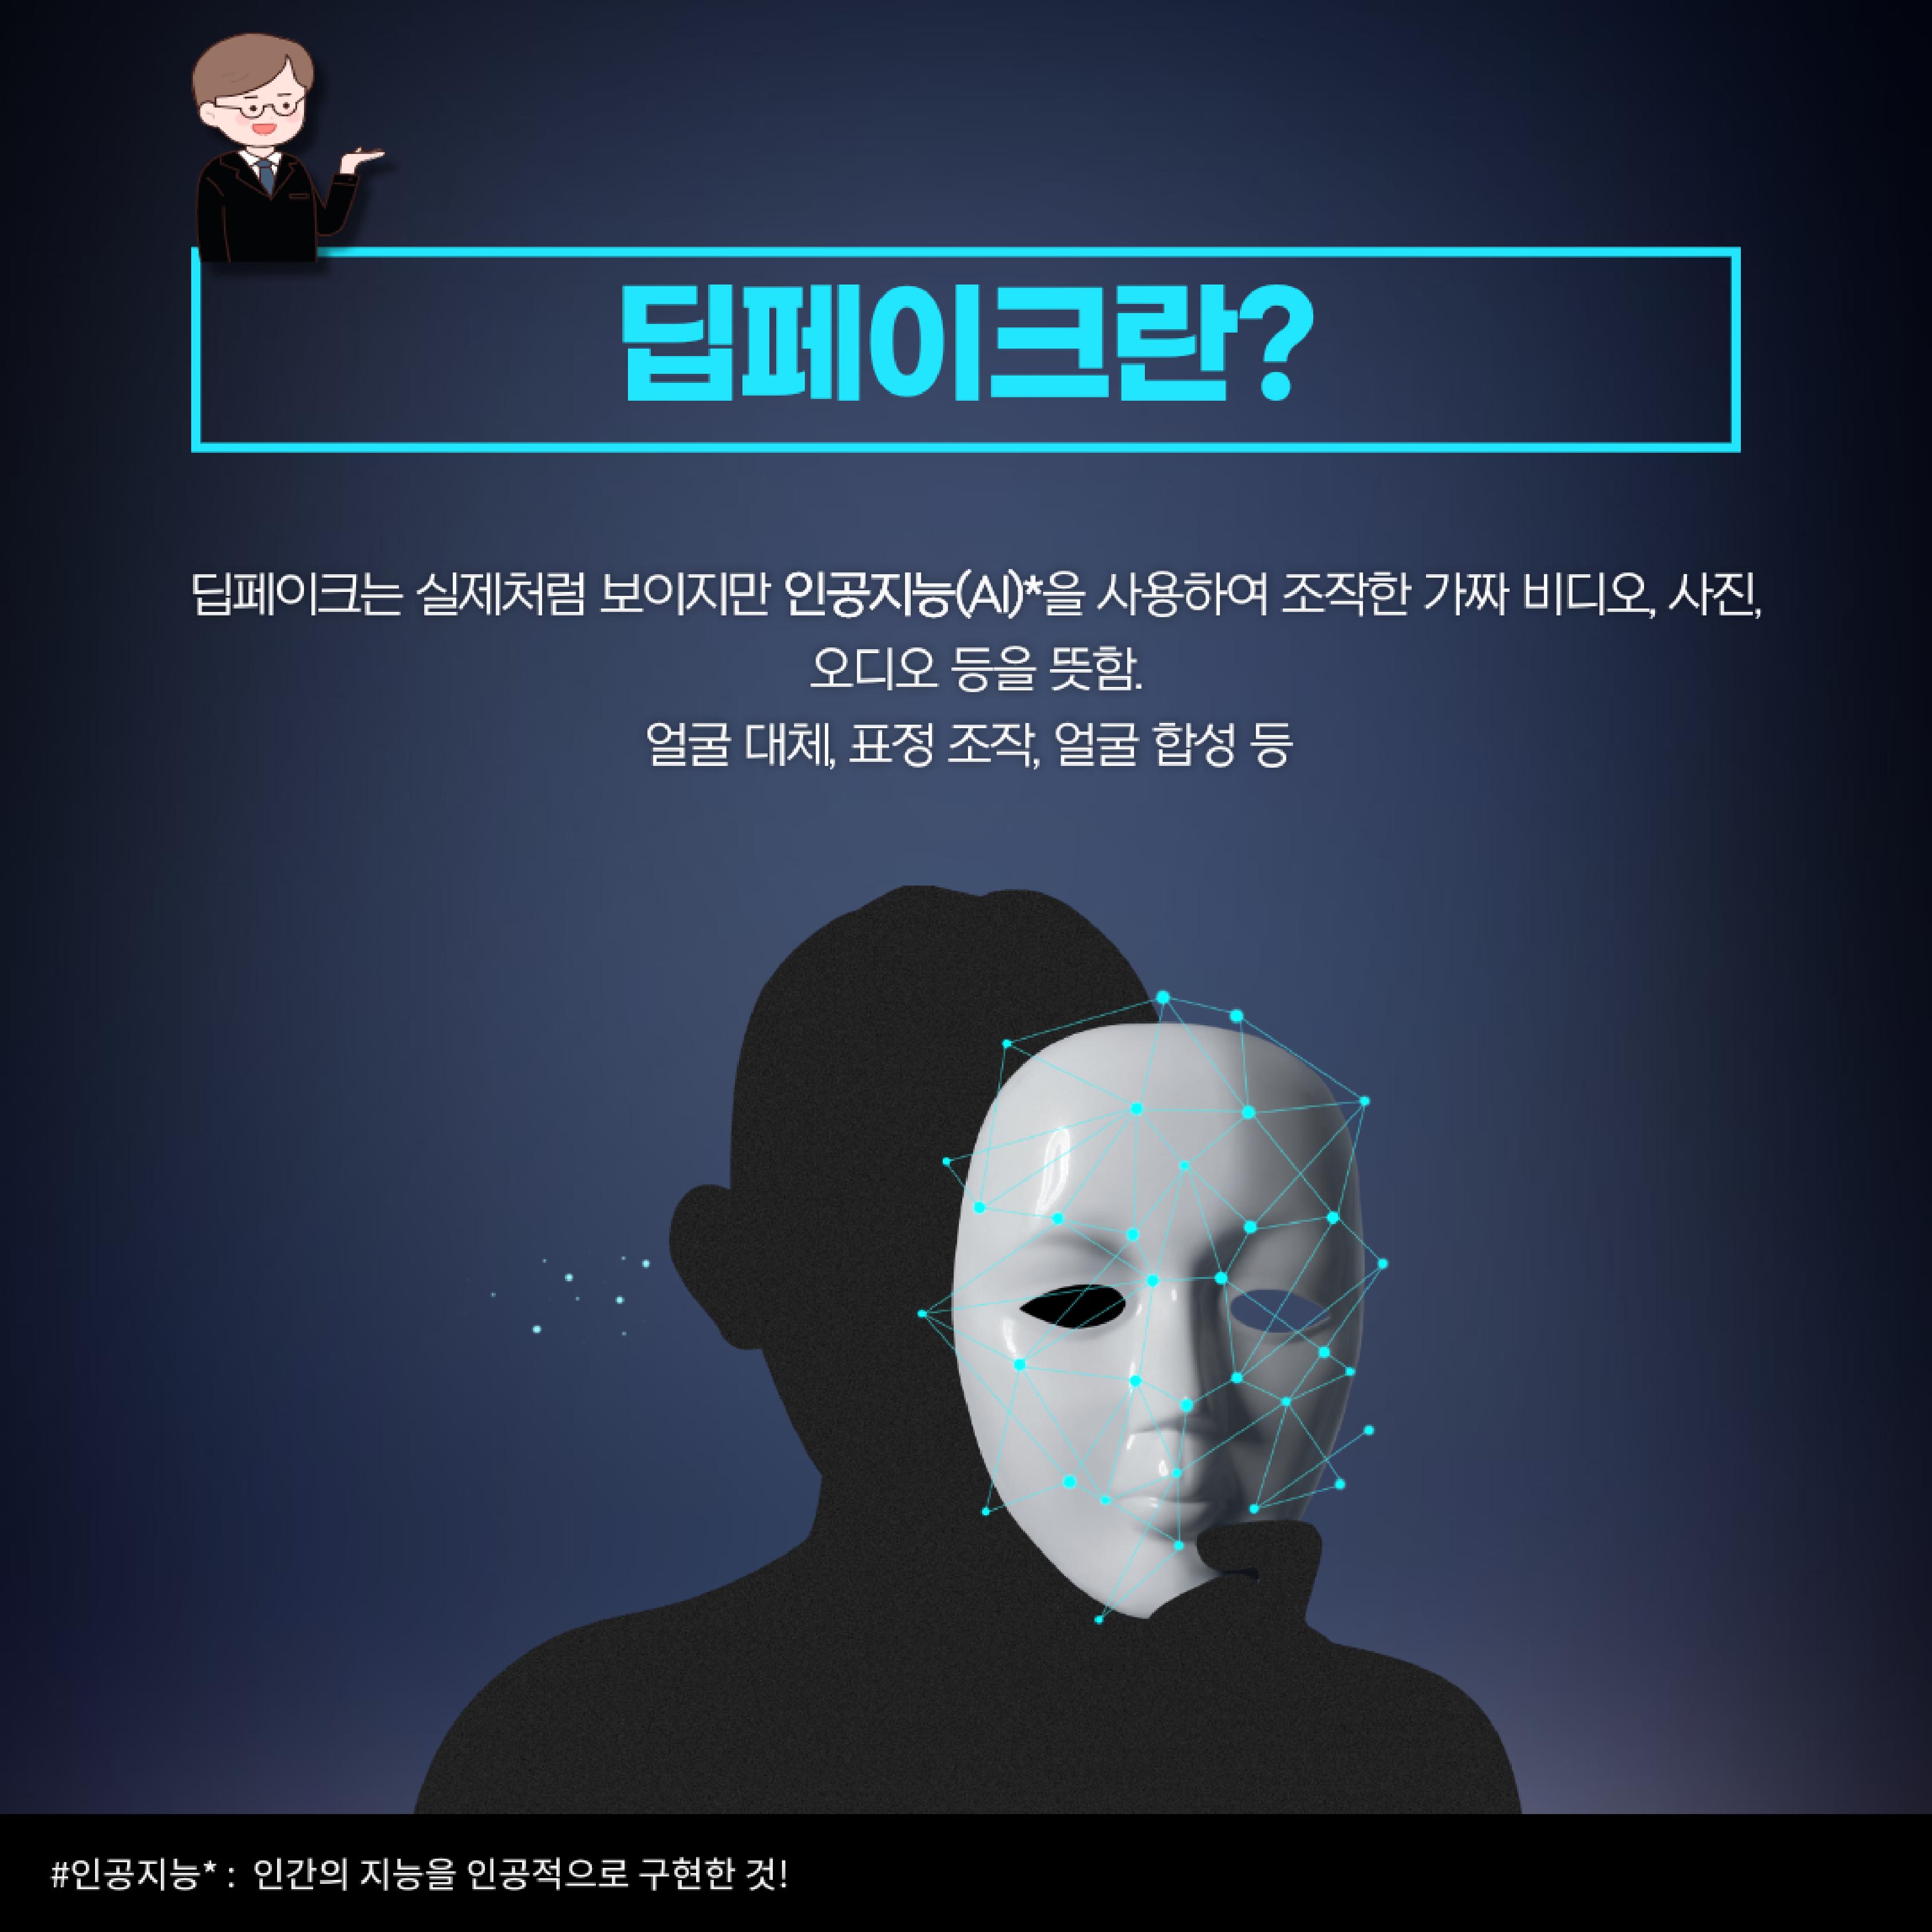 딥페이크란?
딥페이크는 실제처럼 보이지만 인공지능(AI)*을 사용하여 조작한 가짜 비디오, 사진,
오디오 등을 뜻함.
얼굴 대체, 표정 조작, 얼굴 합성 등
#인공지능* : 인간의 지능을 인공적으로 구현한 것!